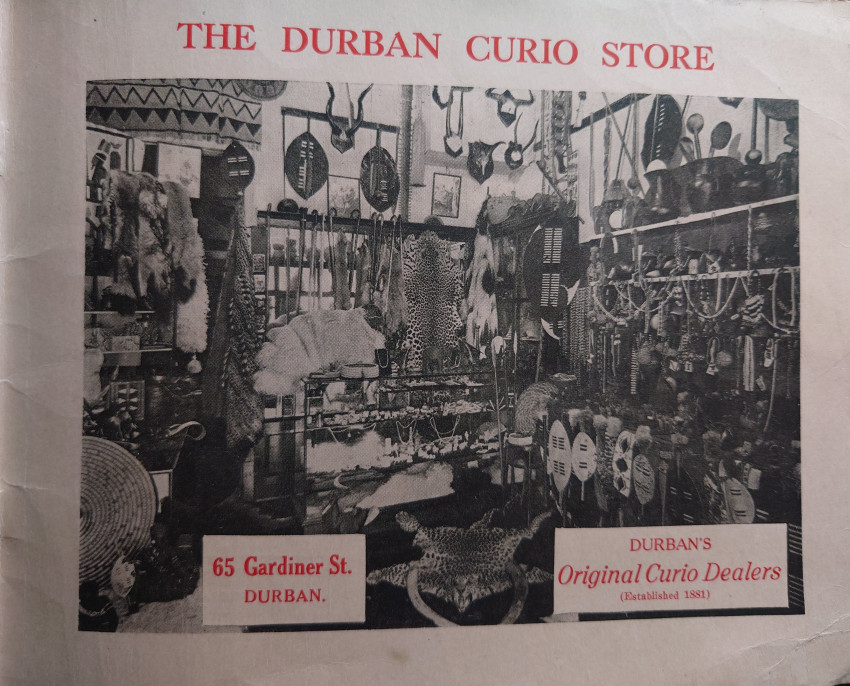 THE DURBAN CURIO STORE
65 Gardiner St.
DURBAN.
DURBAN'S
Original Curio Dealers
(Established 1881)